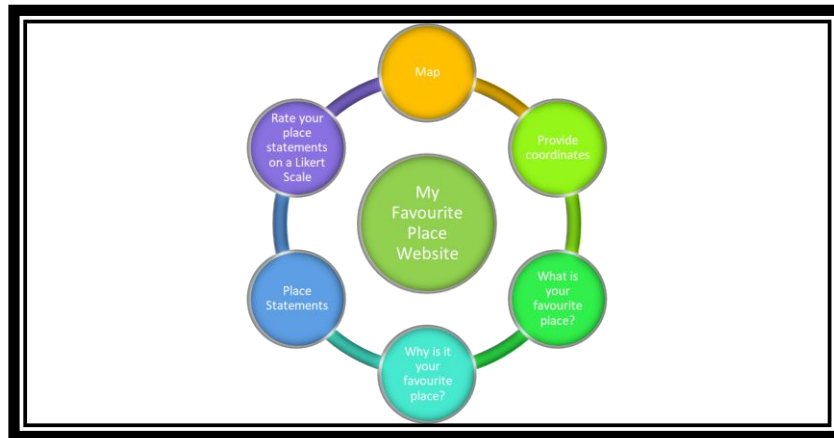 Map
Provide
coordinates
What is
your
favourite
place?
Why is it
your
favourite
place?
Place
Statements
Rate your
place
statements
on a Likert
Scale
My
Favourite
Place
Website